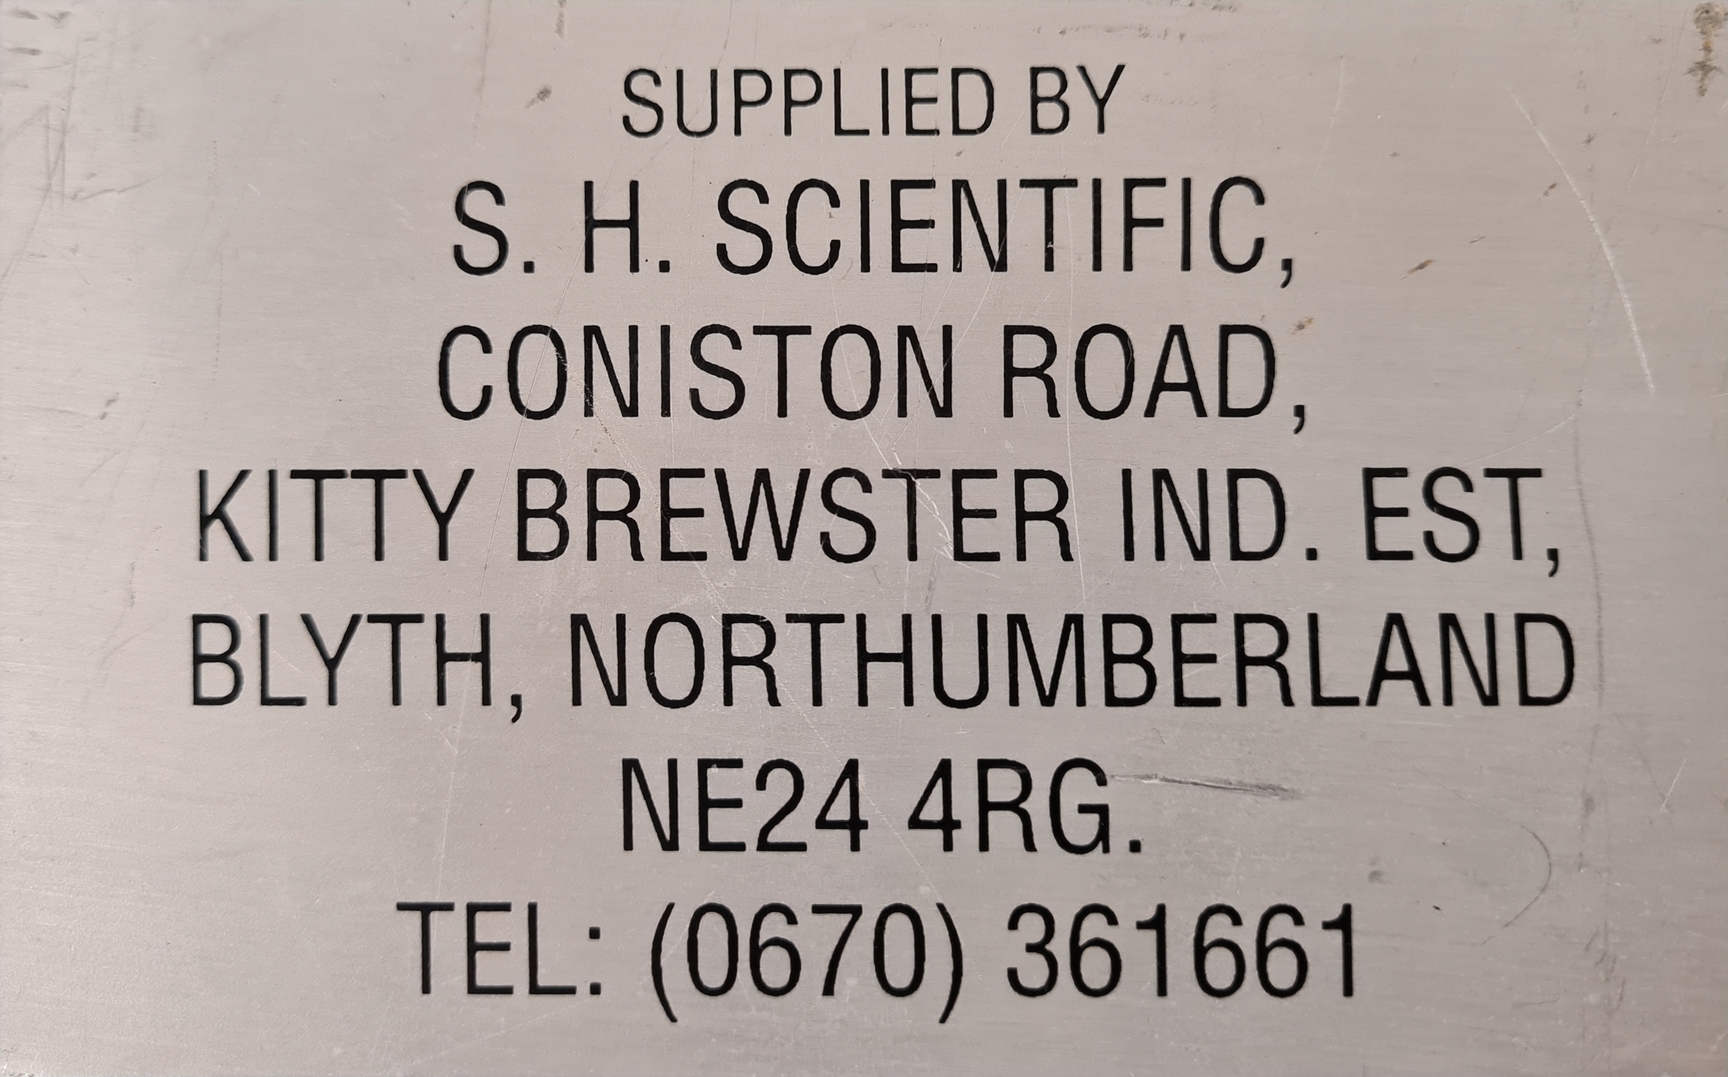 SUPPLIED BY
S. H. SCIENTIFIC,
CONISTON ROAD,
KITTY BREWSTER IND. EST,
BLYTH, NORTHUMBERLAND
NE24 4RG.
TEL: (0670) 361661